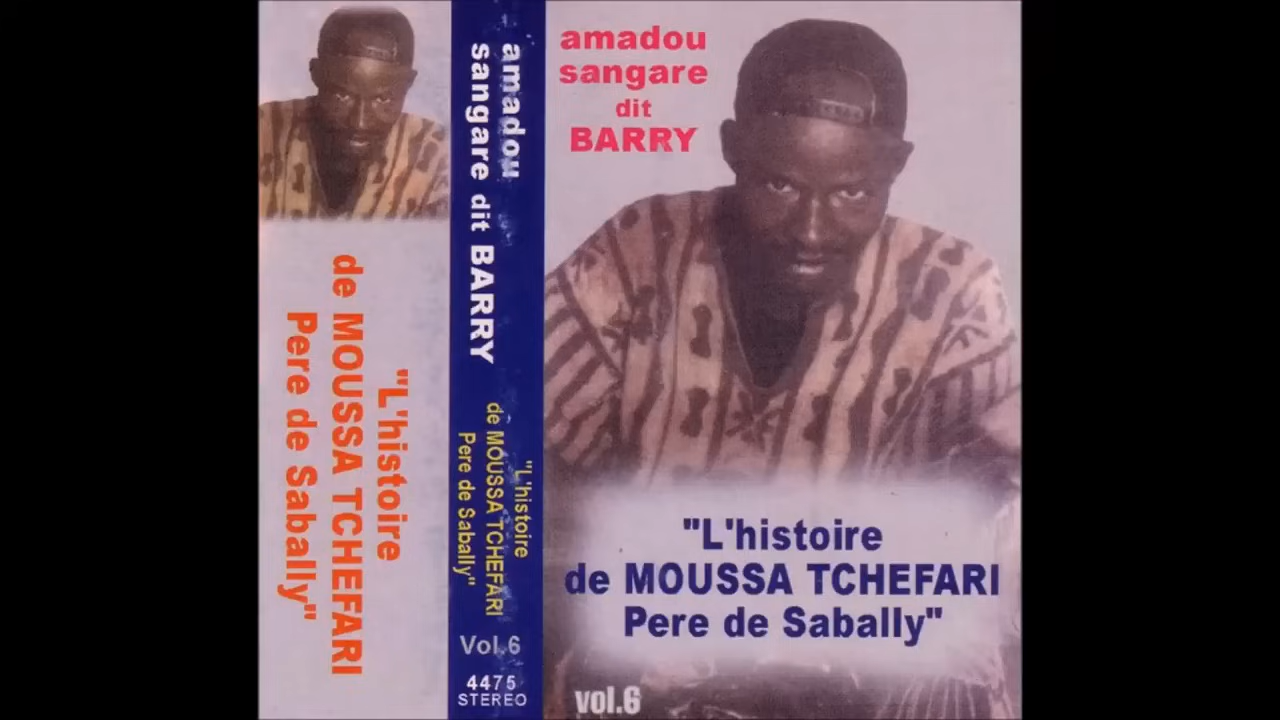 "L'histoire
de MOUSSA TCHEFARI
Pere de Sabally"
amadou
sangare dit BARRY
"L'histoire
de MOUSSA TCHEFARI
Pere de Sabally"
Vol.6
4475
STEREO
amadou
sangare
dit
BARRY
"L'histoire
de MOUSSA TCHEFARI
Pere de Sabally"
vol.6